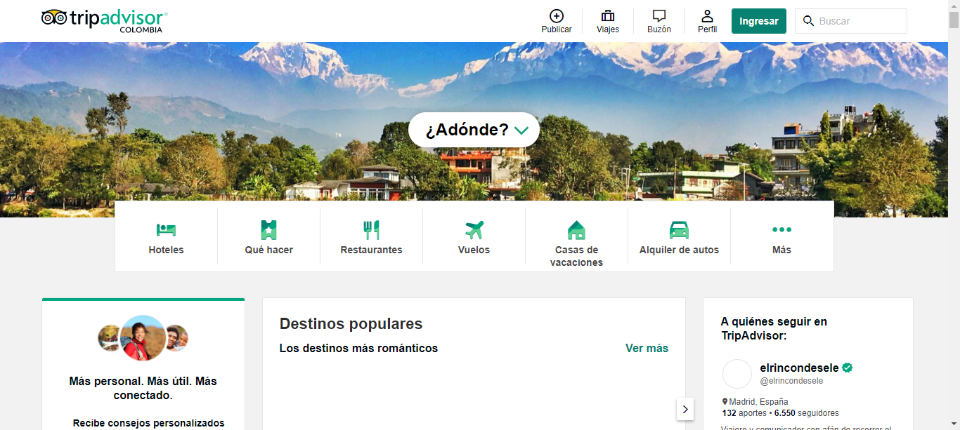 tripadvisor
COLOMBIA
Publicar
Viajes
Buzón
Perfil
Ingresar
Buscar
¿Adónde?
Hoteles
Qué hacer
Restaurantes
Vuelos
Casas de
vacaciones
Alquiler de autos
Más
Más personal. Más útil. Más
conectado.
Recibe consejos personalizados
Destinos populares
Los destinos más románticos
Ver más
A quiénes seguir en
TripAdvisor:
elrincondesele
@elrincondesele
Madrid, España
132 aportes • 6.550 seguidores
Viajero y comunicador con afán de recorrer el